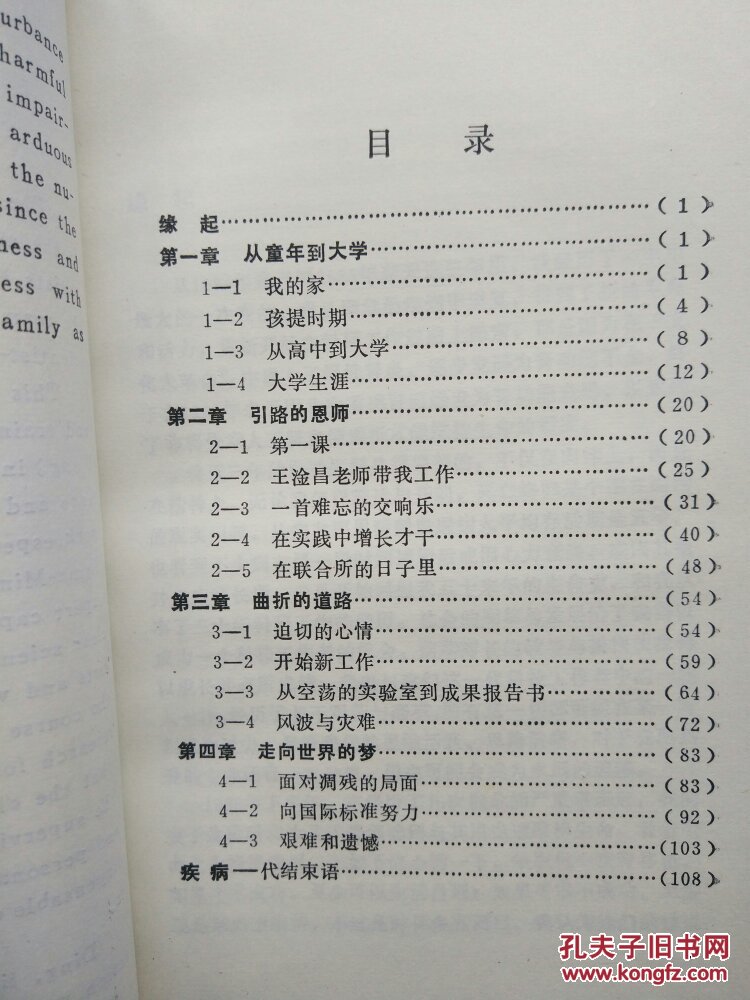 urbance
harmful
impair-
arduous
the nu-
since the
ness and
ess with
family as
目 录
缘 起………………………………………………( 1 )
第一章 从童年到大学………………………………( 1 )
1—1 我的家………………………………………( 1 )
1—2 孩提时期……………………………………( 4 )
1—3 从高中到大学………………………………( 8 )
1—4 大学生涯……………………………………(12)
第二章 引路的恩师…………………………………(20)
2—1 第一课………………………………………(20)
2—2 王淦昌老师带我工作………………………(25)
2—3 一首难忘的交响乐…………………………(31)
2—4 在实践中增长才干…………………………(40)
2—5 在联合所的日子里…………………………(48)
第三章 曲折的道路…………………………………(54)
3—1 迫切的心情…………………………………(54)
3—2 开始新工作…………………………………(59)
3—3 从空荡的实验室到成果报告书……………(64)
3—4 风波与灾难…………………………………(72)
第四章 走向世界的梦………………………………(83)
4—1 面对凋残的局面……………………………(83)
4—2 向国际标准努力……………………………(92)
4—3 艰难和遗憾…………………………………(103)
疾 病—代结束语……………………………………(108)
孔夫子旧书网
www.kongfz.com